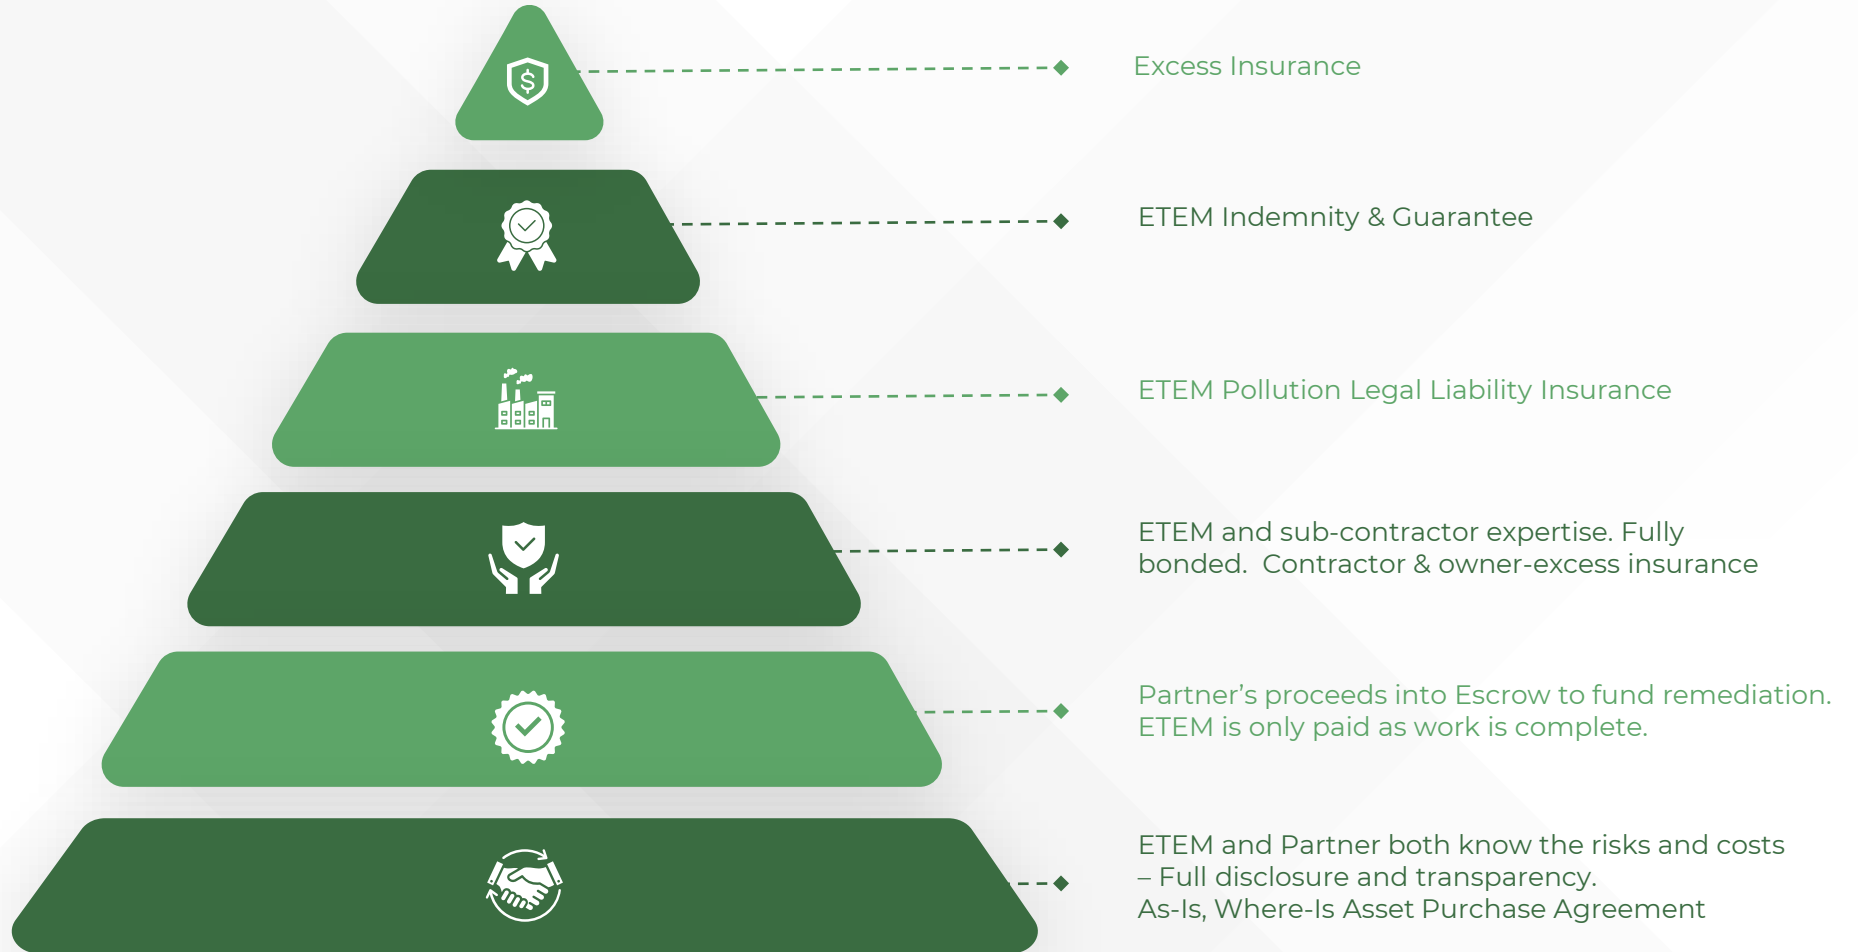 Excess Insurance
ETEM Indemnity & Guarantee
ETEM Pollution Legal Liability Insurance
ETEM and sub-contractor expertise. Fully
bonded.  Contractor & owner-excess insurance
Partner’s proceeds into Escrow to fund remediation.
ETEM is only paid as work is complete.
ETEM and Partner both know the risks and costs
– Full disclosure and transparency.
As-Is, Where-Is Asset Purchase Agreement